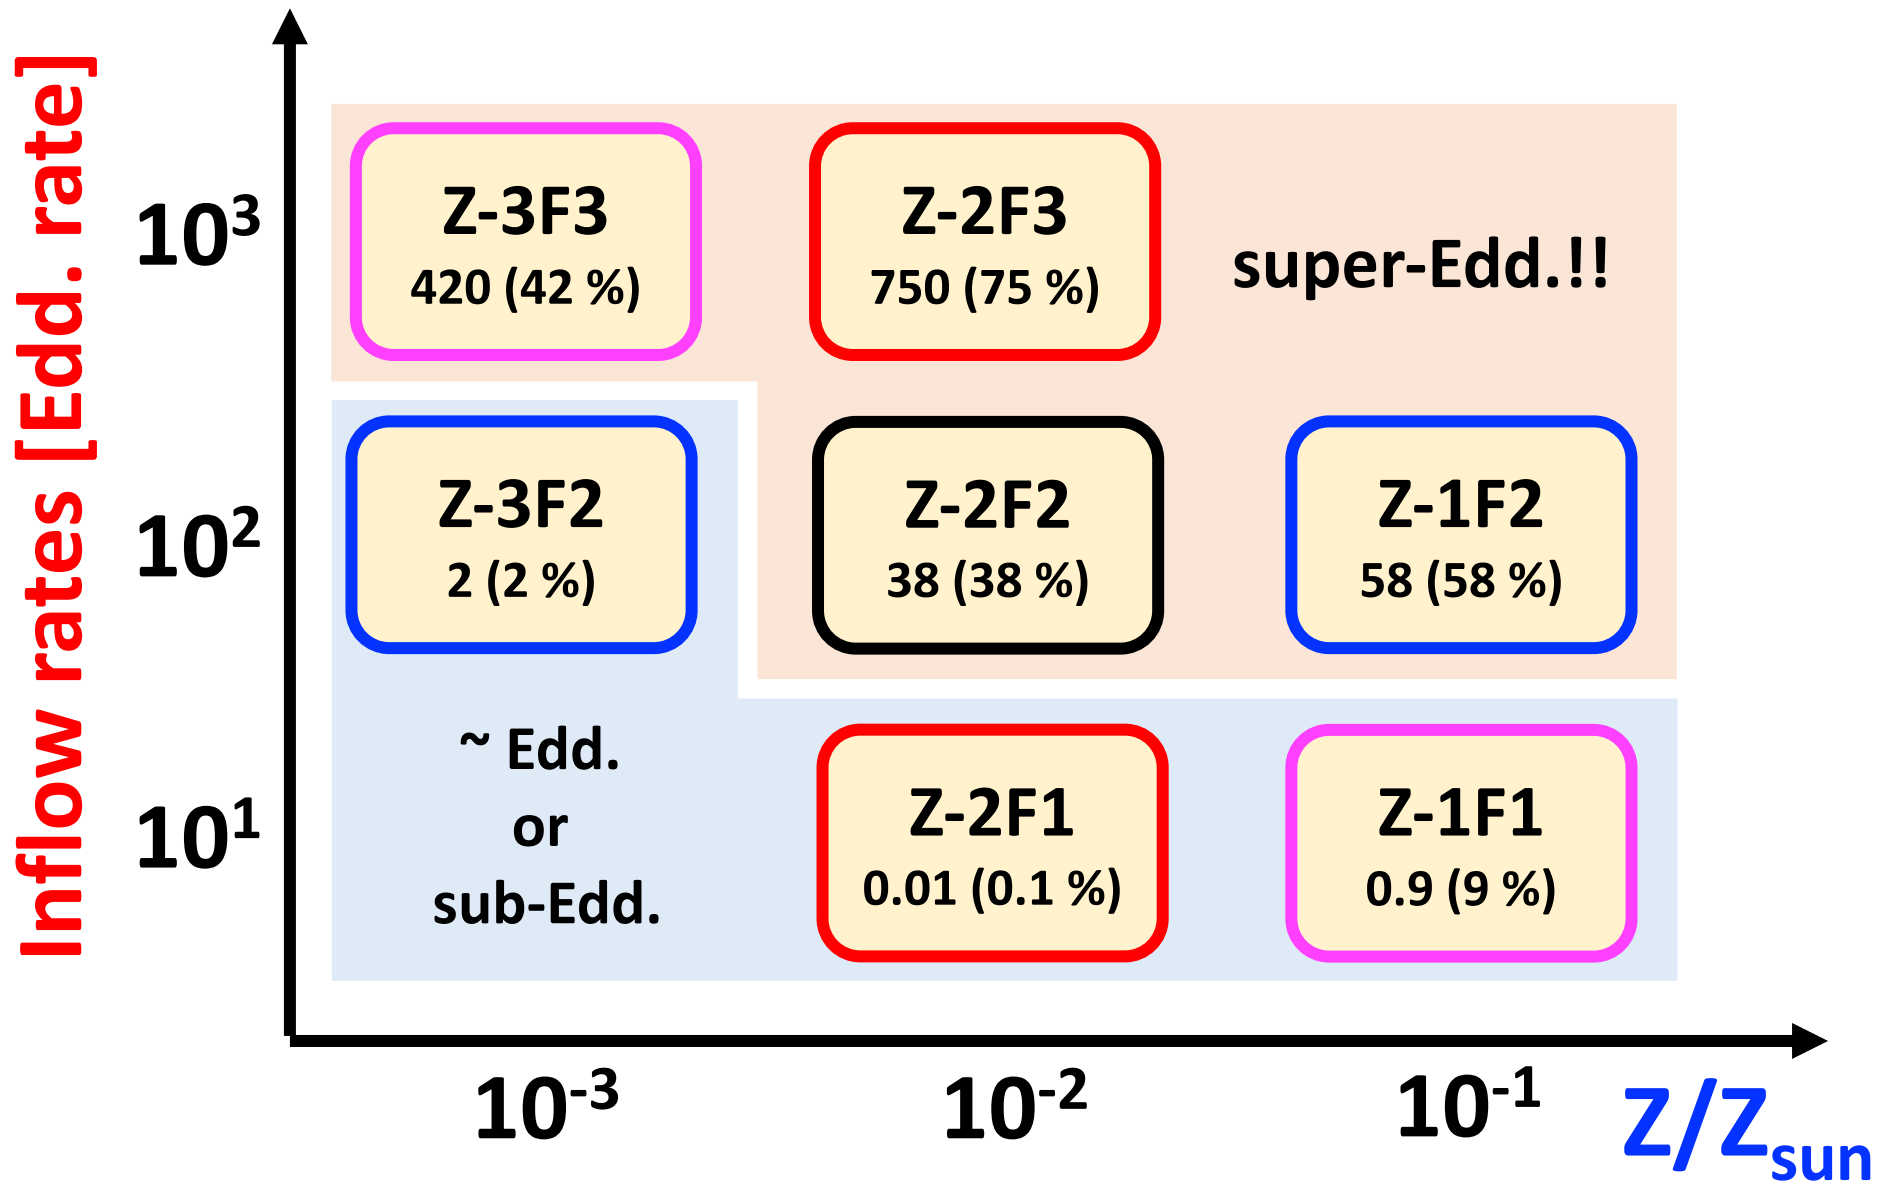 Inflow rates [Edd. rate]
10³
Z-3F3
420 (42 %)
Z-2F3
750 (75 %)
super-Edd.!!
10²
Z-3F2
2 (2 %)
Z-2F2
38 (38 %)
Z-1F2
58 (58 %)
10¹
~ Edd.
or
sub-Edd.
Z-2F1
0.01 (0.1 %)
Z-1F1
0.9 (9 %)
10⁻³
10⁻²
10⁻¹
Z/Zsun